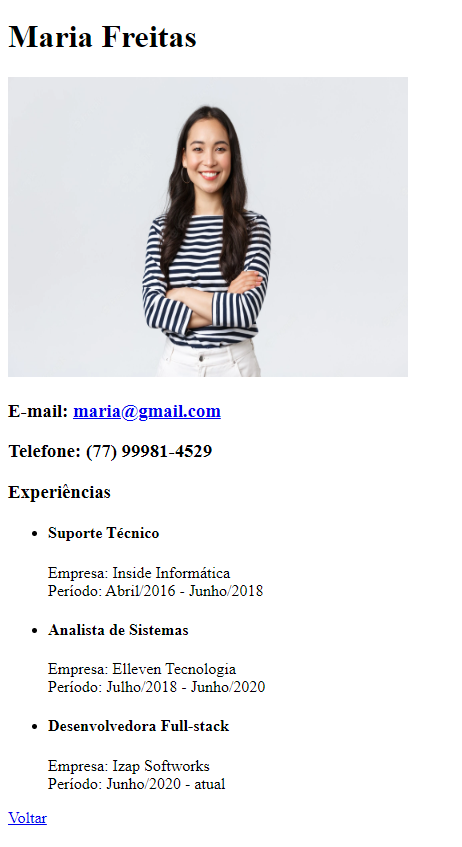 Maria Freitas
E-mail: maria@gmail.com
Telefone: (77) 99981-4529
Experiências
• Suporte Técnico
Empresa: Inside Informática
Período: Abril/2016 - Junho/2018
• Analista de Sistemas
Empresa: Elleven Tecnologia
Período: Julho/2018 - Junho/2020
• Desenvolvedora Full-stack
Empresa: Izap Softworks
Período: Junho/2020 - atual
Voltar